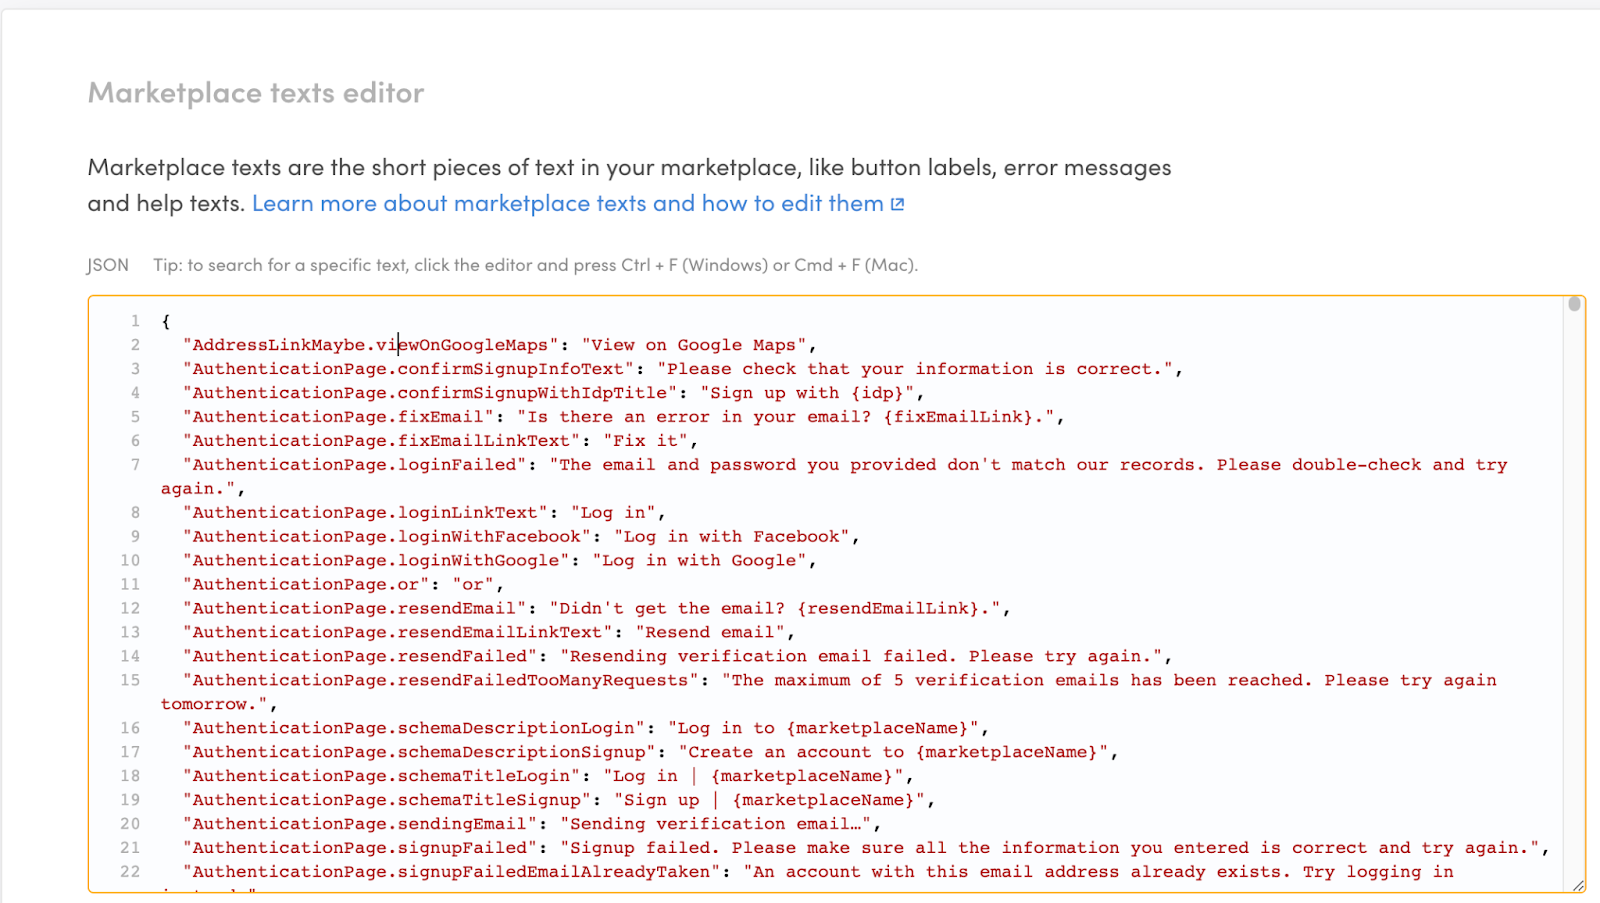 Marketplace texts editor
Marketplace texts are the short pieces of text in your marketplace, like button labels, error messages
and help texts. Learn more about marketplace texts and how to edit them
JSON Tip: to search for a specific text, click the editor and press Ctrl + F (Windows) or Cmd + F (Mac).
1 {
2 "AddressLinkMaybe.viewOnGoogleMaps": "View on Google Maps",
3 "AuthenticationPage.confirmSignupInfoText": "Please check that your information is correct.",
4 "AuthenticationPage.confirmSignupWithIdpTitle": "Sign up with {idp}",
5 "AuthenticationPage.fixEmail": "Is there an error in your email? {fixEmailLink}.",
6 "AuthenticationPage.fixEmailLinkText": "Fix it",
7 "AuthenticationPage.loginFailed": "The email and password you provided don't match our records. Please double-check and try
again.",
8 "AuthenticationPage.loginLinkText": "Log in",
9 "AuthenticationPage.loginWithFacebook": "Log in with Facebook",
10 "AuthenticationPage.loginWithGoogle": "Log in with Google",
11 "AuthenticationPage.or": "or",
12 "AuthenticationPage.resendEmail": "Didn't get the email? {resendEmailLink}.",
13 "AuthenticationPage.resendEmailLinkText": "Resend email",
14 "AuthenticationPage.resendFailed": "Resending verification email failed. Please try again.",
15 "AuthenticationPage.resendFailedTooManyRequests": "The maximum of 5 verification emails has been reached. Please try again
tomorrow.",
16 "AuthenticationPage.schemaDescriptionLogin": "Log in to {marketplaceName}",
17 "AuthenticationPage.schemaDescriptionSignup": "Create an account to {marketplaceName}",
18 "AuthenticationPage.schemaTitleLogin": "Log in | {marketplaceName}",
19 "AuthenticationPage.schemaTitleSignup": "Sign up | {marketplaceName}",
20 "AuthenticationPage.sendingEmail": "Sending verification email…",
21 "AuthenticationPage.signupFailed": "Signup failed. Please make sure all the information you entered is correct and try again.",
22 "AuthenticationPage.signupFailedEmailAlreadyTaken": "An account with this email address already exists. Try logging in